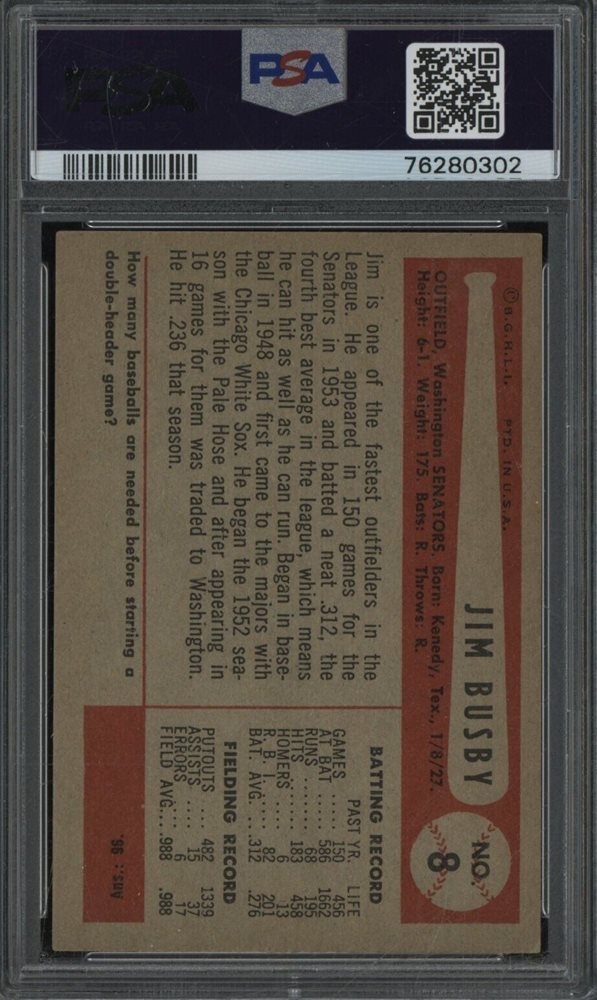 PSA
PSA
76280302
© B.G.H.L.I. PTD. IN U.S.A.
JIM BUSBY
NO.
8
OUTFIELD, Washington SENATORS. Born: Kenedy, Tex., 1/8/27.
Height: 6-1. Weight: 175. Bats: R. Throws: R.
Jim is one of the fastest outfielders in the
League. He appeared in 150 games for the
Senators in 1953 and batted a neat .312, the
fourth best average in the league, which means
he can hit as well as he can run. Began in base-
ball in 1948 and first came to the majors with
the Chicago White Sox. He began the 1952 sea-
son with the Pale Hose and after appearing in
16 games for them was traded to Washington.
He hit .236 that season.
How many baseballs are needed before starting a
double-header game?
BATTING RECORD
PAST YR. LIFE
GAMES ..... 150 456
AT BAT ..... 586 1662
RUNS ...... 68 195
HITS ...... 183 458
HOMERS .... 6 13
R. B. I. .... 82 201
BAT. AVG. ... .312 .276
FIELDING RECORD
PUTOUTS .... 482 1339
ASSISTS .... 15 37
ERRORS .... 6 17
FIELD AVG. ... .988 .988
Ans.: 96.